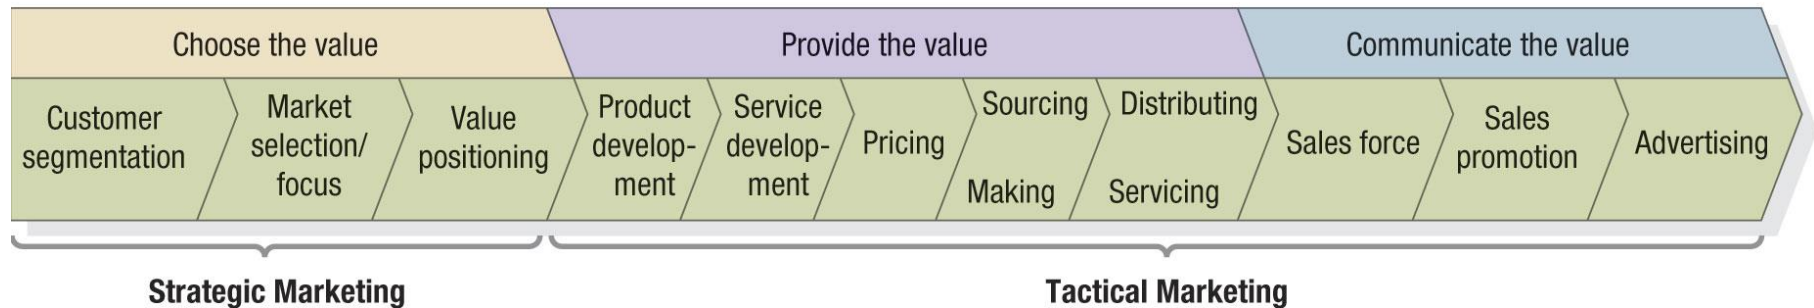 Choose the value
Provide the value
Communicate the value
Customer
segmentation
Market
selection/
focus
Value
positioning
Product
develop-
ment
Service
develop-
ment
Pricing
Sourcing
Making
Distributing
Servicing
Sales force
Sales
promotion
Advertising
Strategic Marketing
Tactical Marketing